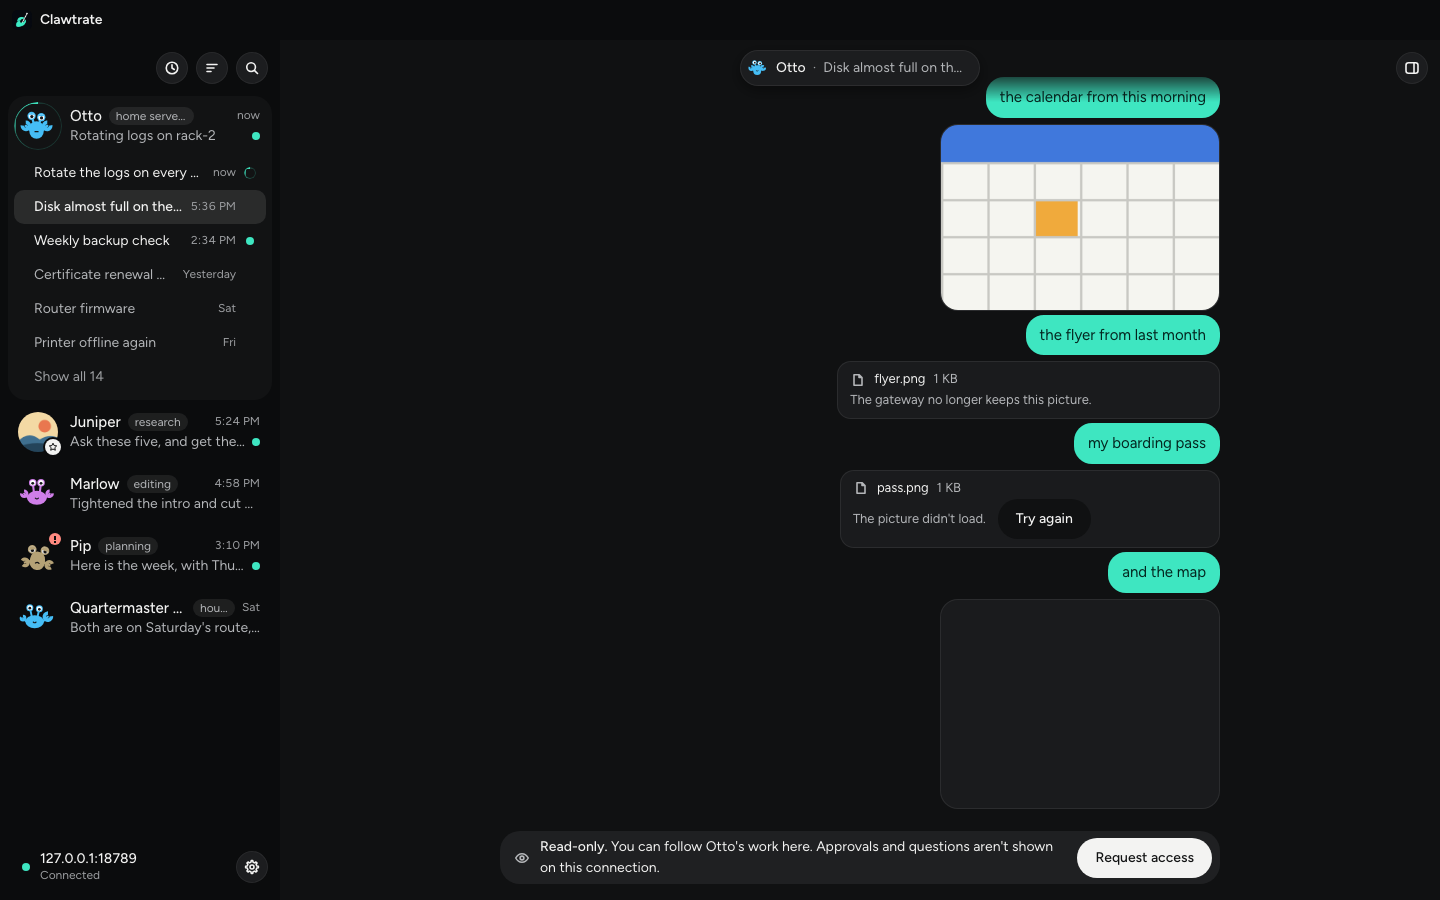 Clawtrate
Otto home serve... now
Rotating logs on rack-2
Rotate the logs on every ... now
Disk almost full on the... 5:36 PM
Weekly backup check 2:34 PM
Certificate renewal ... Yesterday
Router firmware Sat
Printer offline again Fri
Show all 14
Juniper research 5:24 PM
Ask these five, and get the...
Marlow editing 4:58 PM
Tightened the intro and cut ...
Pip planning 3:10 PM
Here is the week, with Thu...
Quartermaster ... hou... Sat
Both are on Saturday's route,...
127.0.0.1:18789
Connected
Otto · Disk almost full on th...
the calendar from this morning
the flyer from last month
flyer.png 1 KB
The gateway no longer keeps this picture.
my boarding pass
pass.png 1 KB
The picture didn't load. Try again
and the map
Read-only. You can follow Otto's work here. Approvals and questions aren't shown
on this connection.
Request access